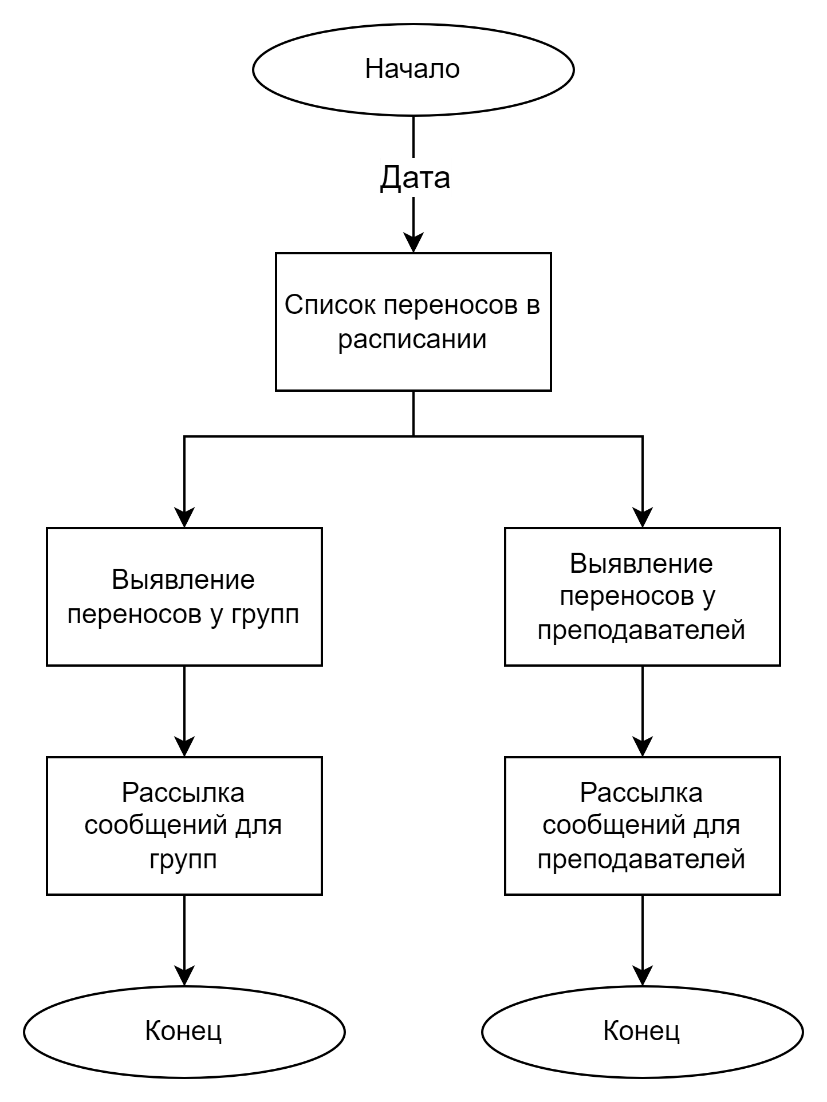 Начало
Дата
Список переносов в
расписании
Выявление
переносов у групп
Выявление
переносов у
преподавателей
Рассылка
сообщений для
групп
Рассылка
сообщений для
преподавателей
Конец
Конец